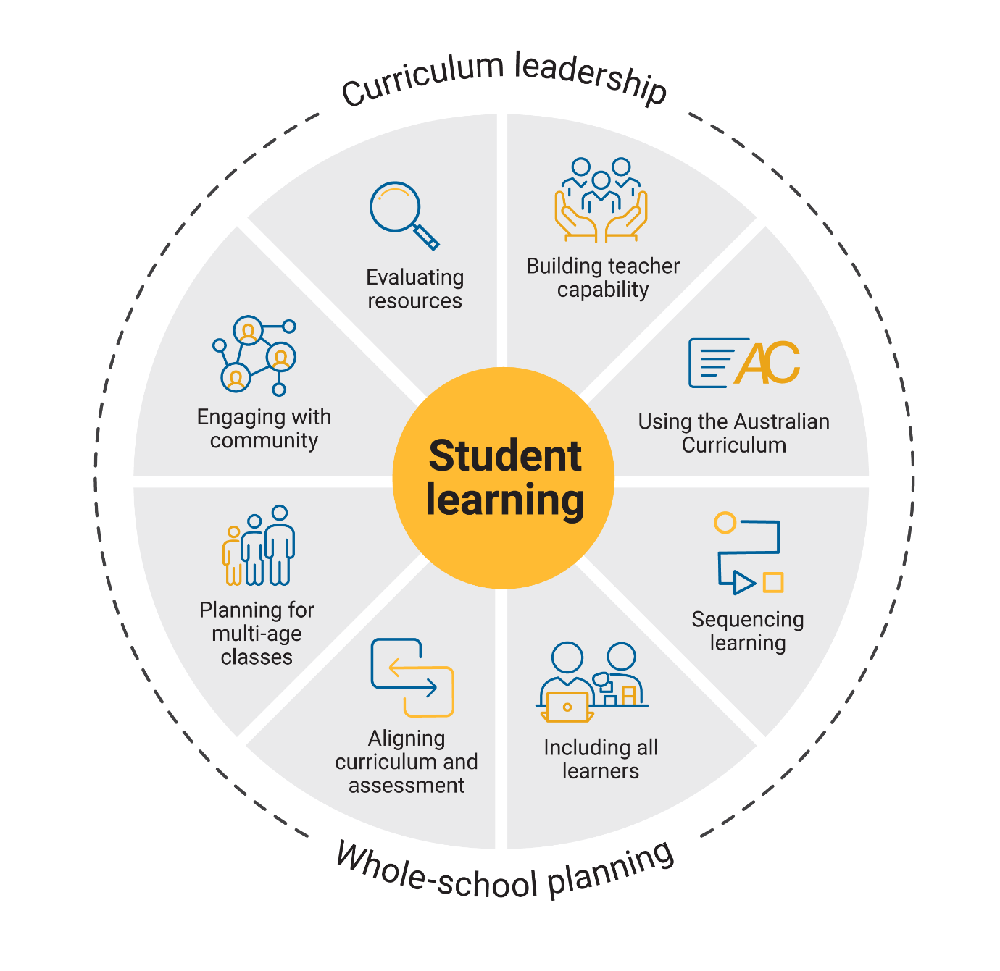 Curriculum leadership
Building teacher
capability
Using the Australian
Curriculum
AC
Sequencing
learning
Including all
learners
Aligning
curriculum and
assessment
Planning for
multi-age
classes
Engaging with
community
Evaluating
resources
Student
learning
Whole-school planning